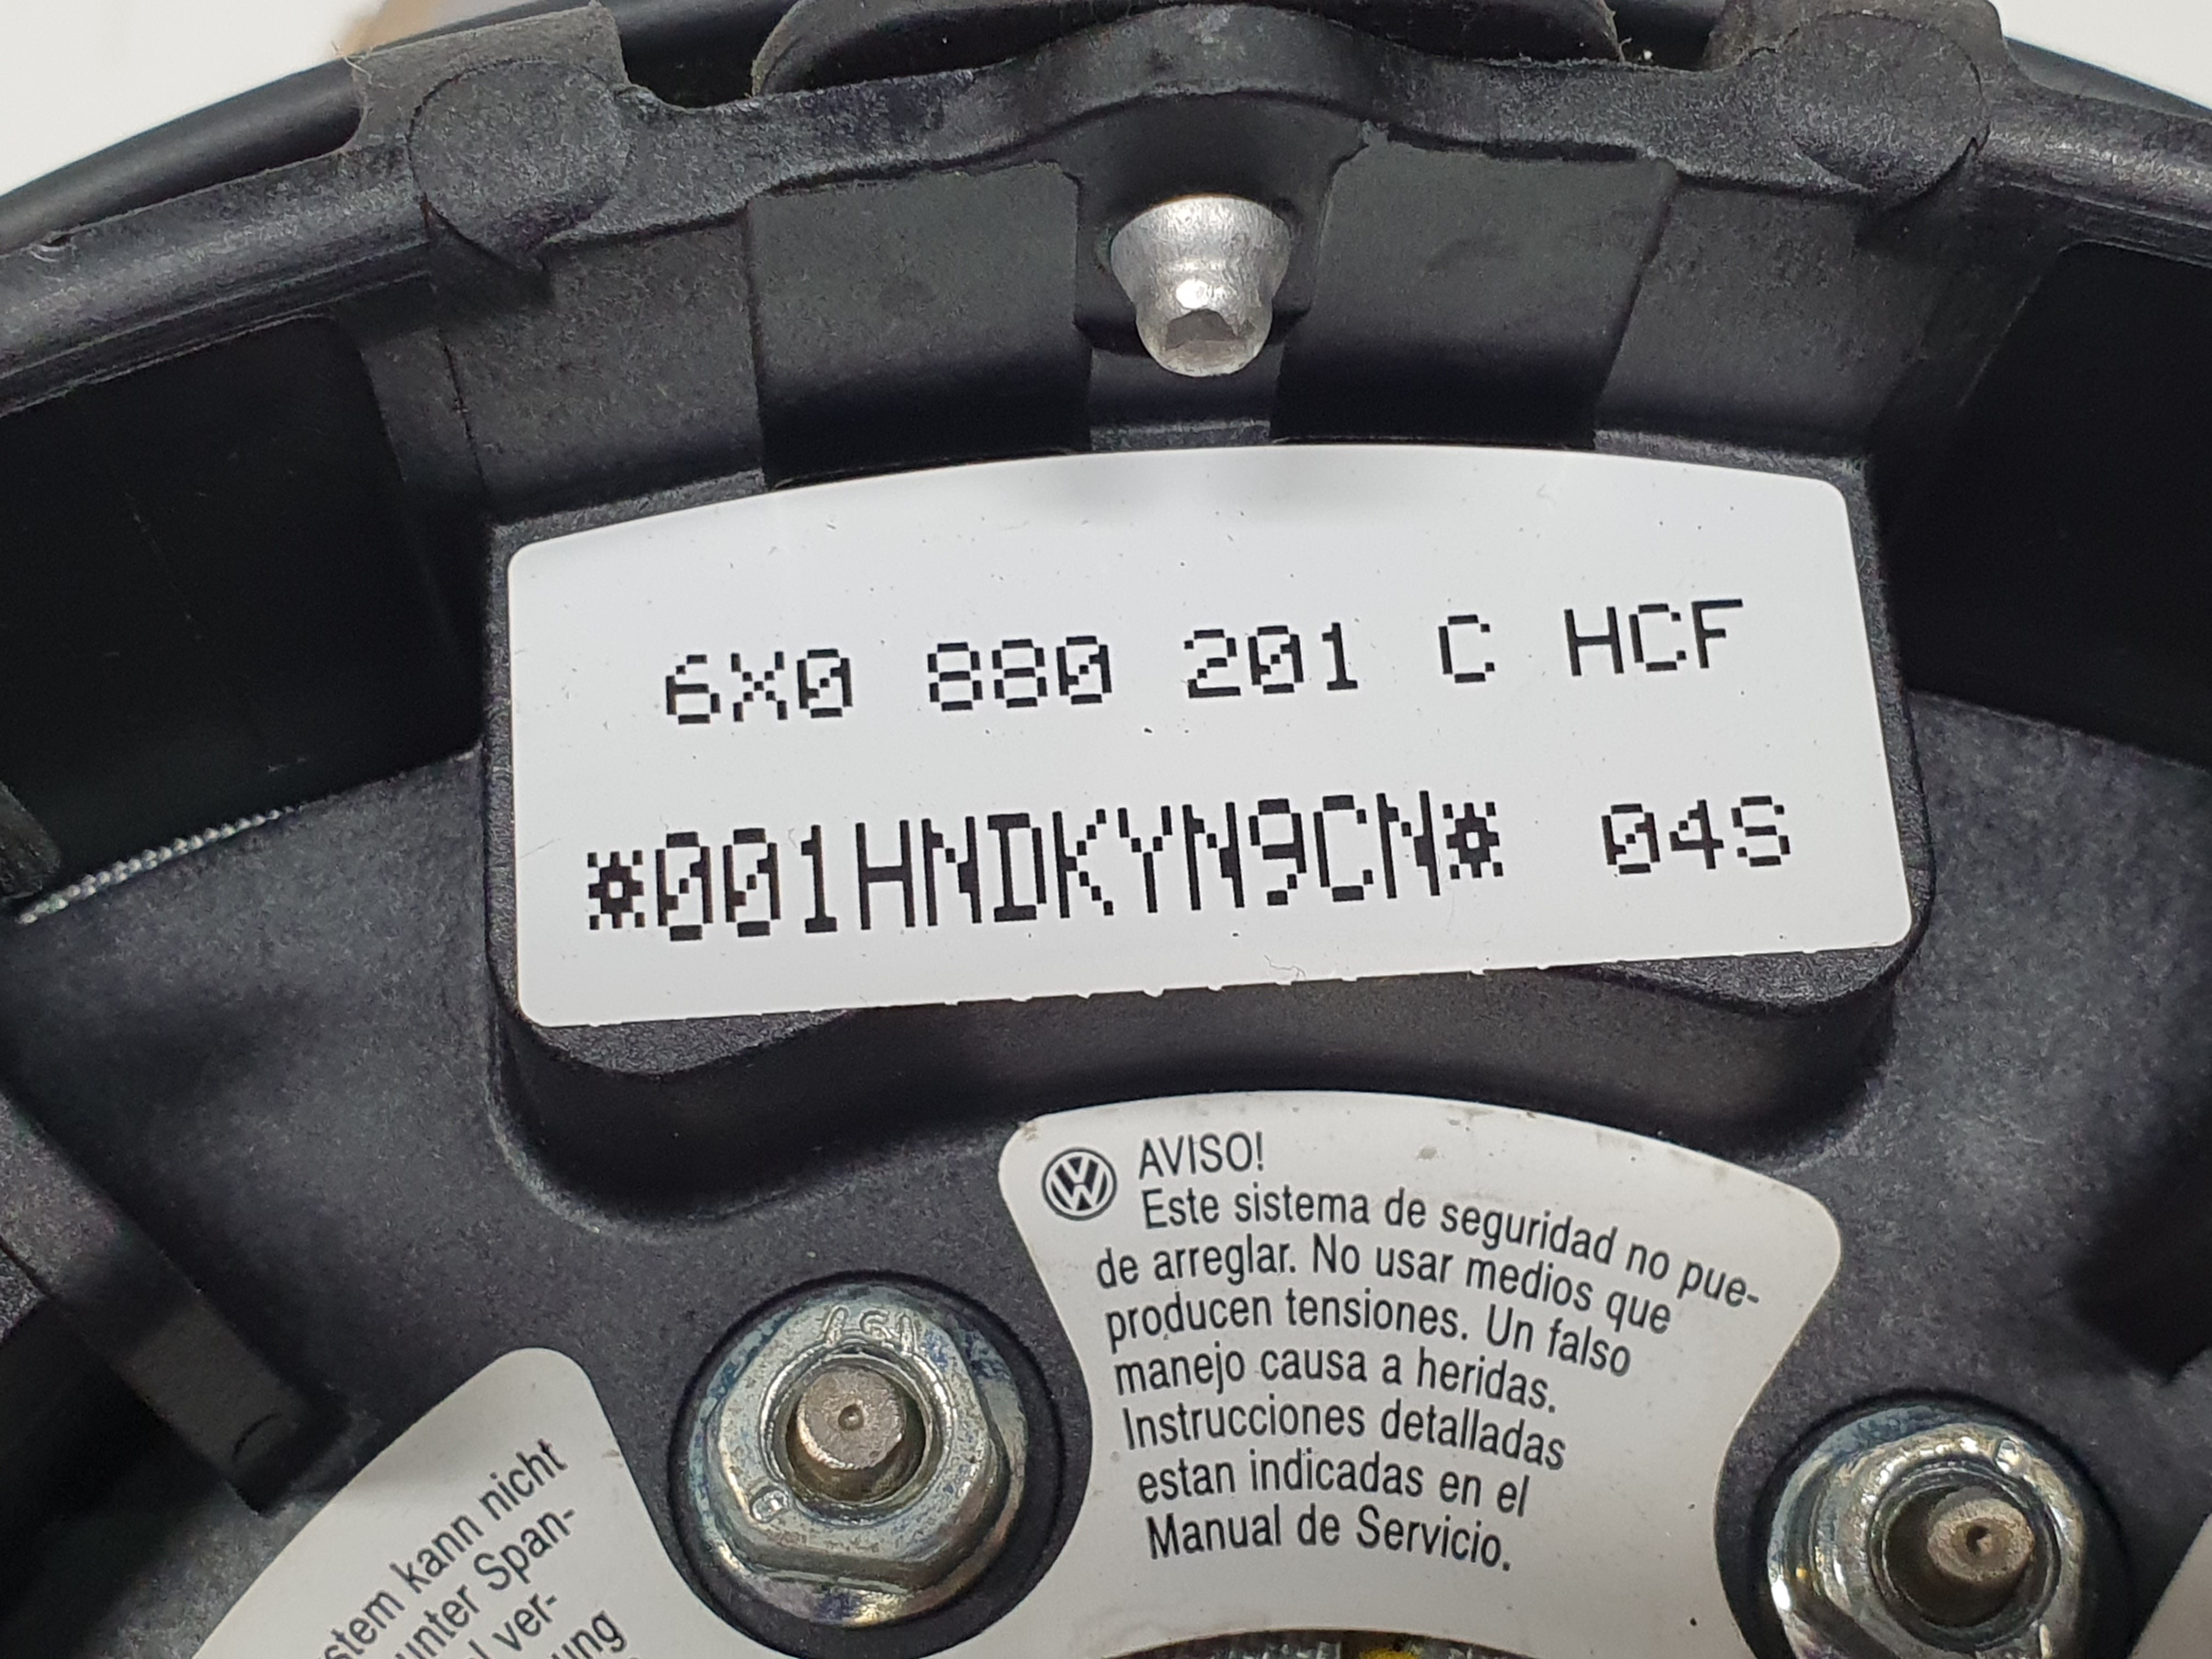 6X0 880 201 C HCF
*001HNDKYN9CN* 04S
AVISO!
Este sistema de seguridad no pue-
de arreglar. No usar medios que
producen tensiones. Un falso
manejo causa a heridas.
Instrucciones detalladas
estan indicadas en el
Manual de Servicio.
stem kann nicht
unter Span-
ver-
ung